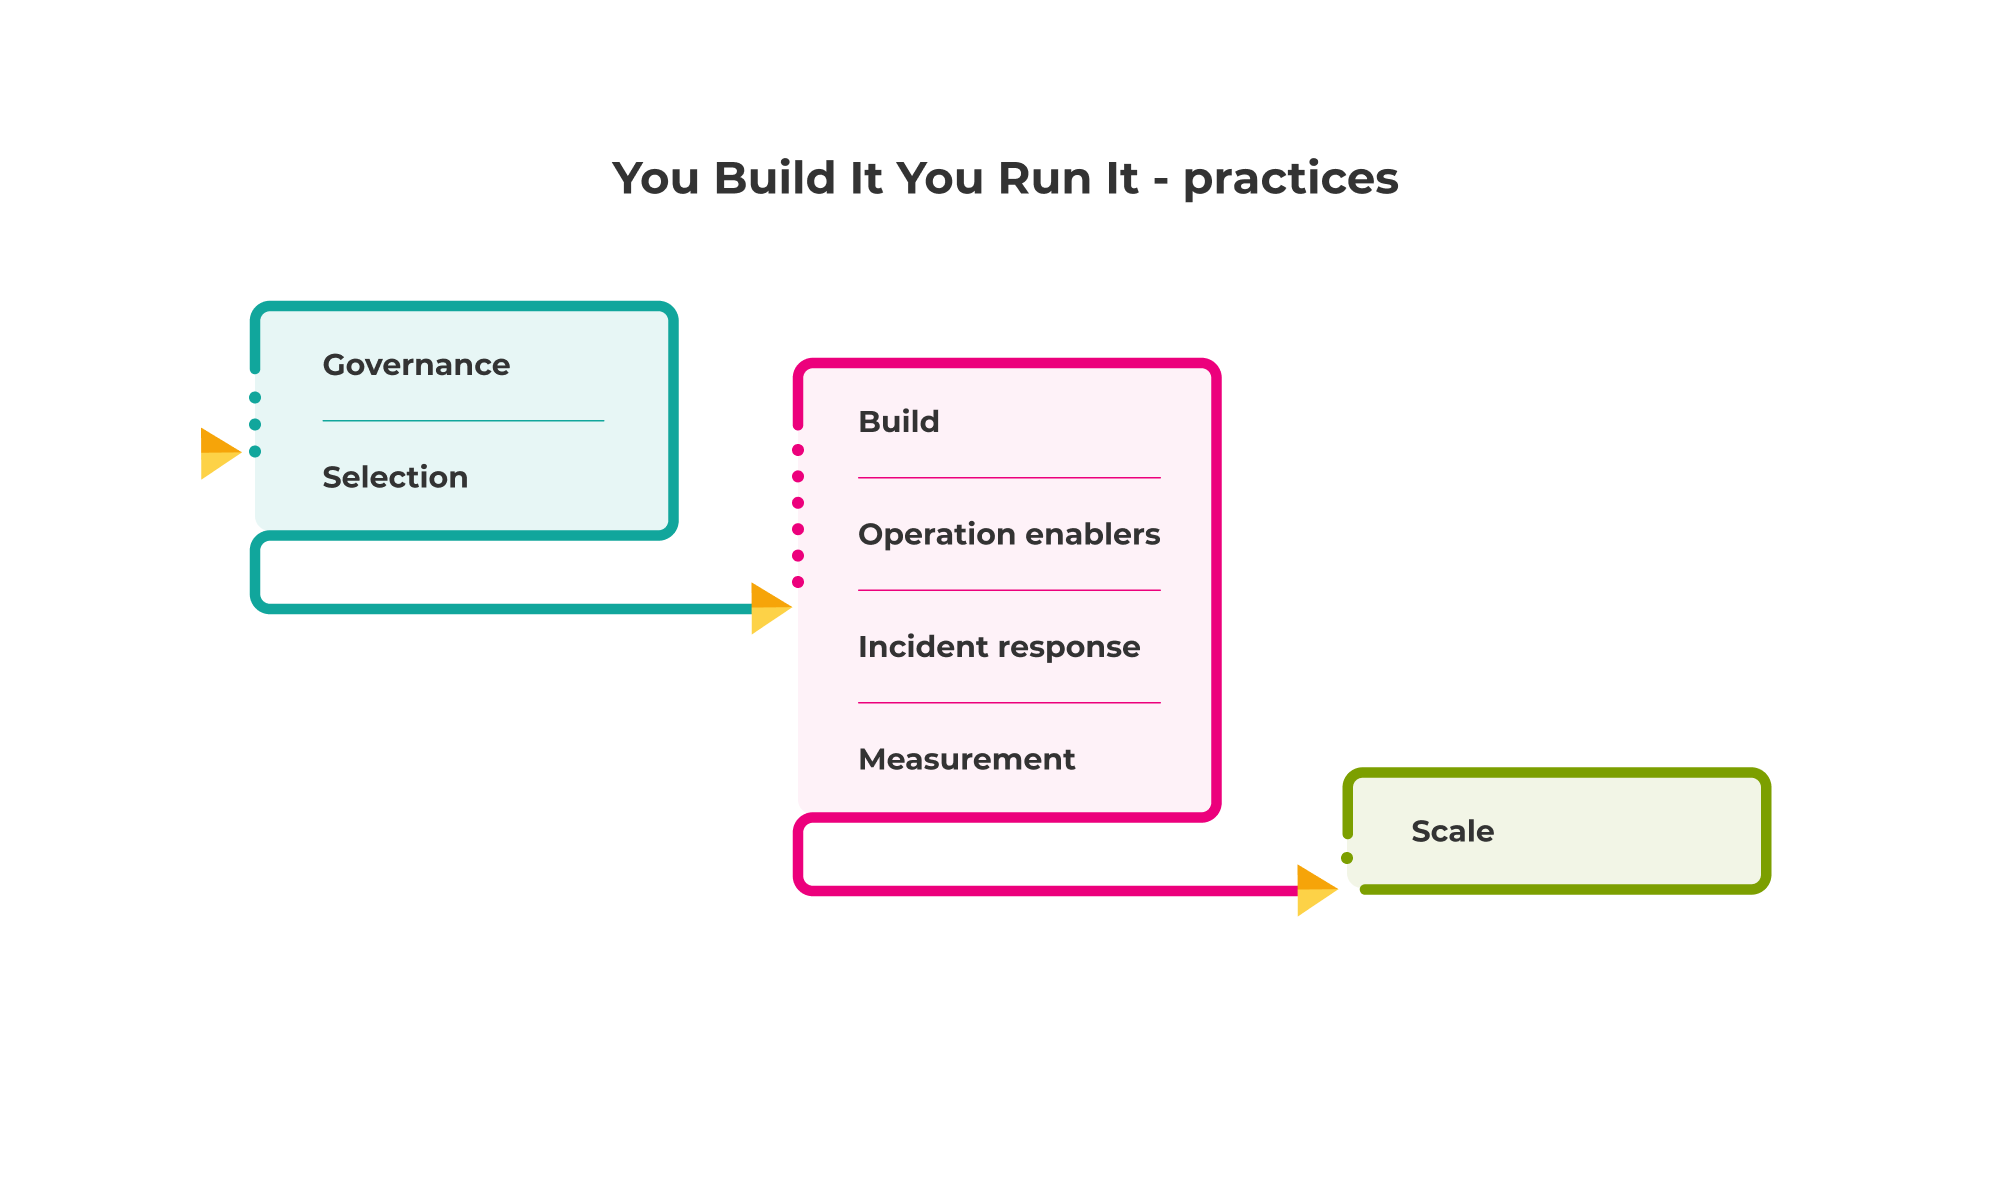 You Build It You Run It - practices
Governance
Selection
Build
Operation enablers
Incident response
Measurement
Scale